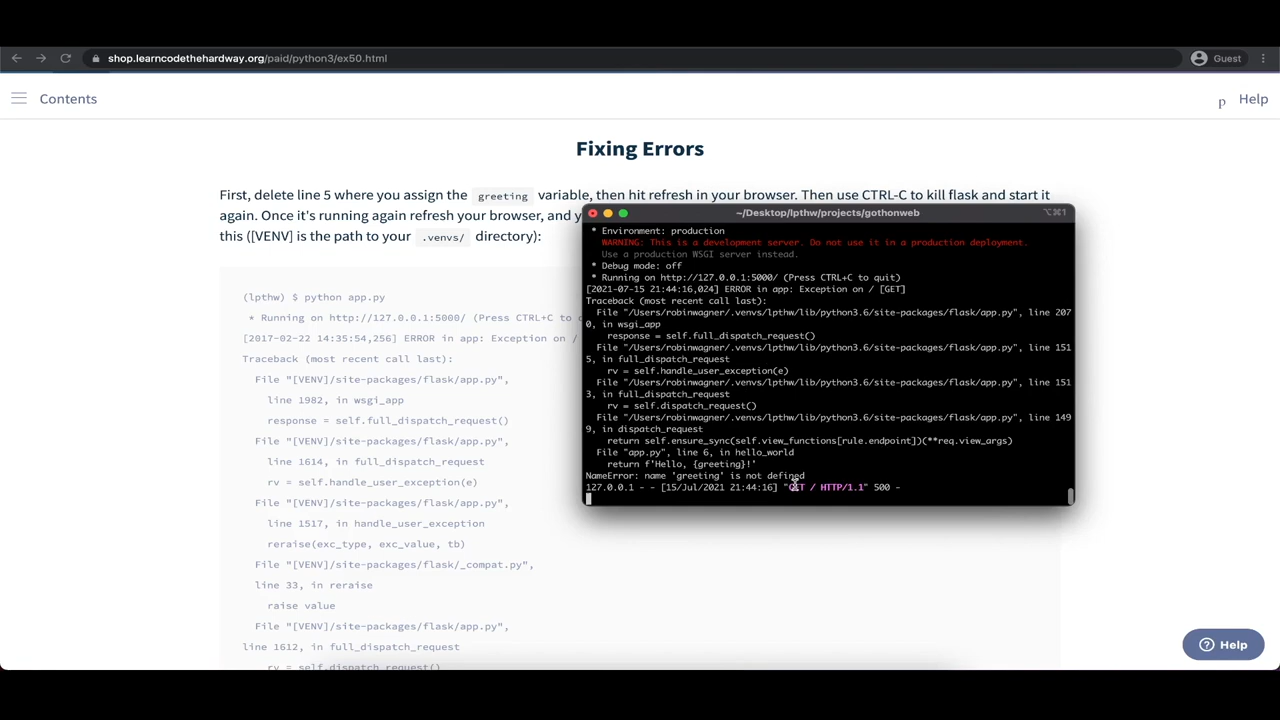 shop.learncodethehardway.org/paid/python3/ex50.html
Guest
Contents
p
Help
Fixing Errors
First, delete line 5 where you assign the greeting variable, then hit refresh in your browser. Then use CTRL-C to kill flask and start it
again. Once it's running again refresh your browser, and y
this ([VENV] is the path to your .venvs/ directory):
(lpthw) $ python app.py
* Running on http://127.0.0.1:5000/ (Press CTRL+C to
[2017-02-22 14:35:54,256] ERROR in app: Exception on /
Traceback (most recent call last):
File "[VENV]/site-packages/flask/app.py",
line 1982, in wsgi_app
response = self.full_dispatch_request()
File "[VENV]/site-packages/flask/app.py",
line 1614, in full_dispatch_request
rv = self.handle_user_exception(e)
File "[VENV]/site-packages/flask/app.py",
line 1517, in handle_user_exception
reraise(exc_type, exc_value, tb)
File "[VENV]/site-packages/flask/_compat.py",
line 33, in reraise
raise value
File "[VENV]/site-packages/flask/app.py",
line 1612, in full_dispatch_request
rv = self.dispatch_request()
~/Desktop/lpthw/projects/gothonweb
⌥⌘1
* Environment: production
WARNING: This is a development server. Do not use it in a production deployment.
Use a production WSGI server instead.
* Debug mode: off
* Running on http://127.0.0.1:5000/ (Press CTRL+C to quit)
[2021-07-15 21:44:16,024] ERROR in app: Exception on / [GET]
Traceback (most recent call last):
File "/Users/robinwagner/.venvs/lpthw/lib/python3.6/site-packages/flask/app.py", line 207
0, in wsgi_app
response = self.full_dispatch_request()
File "/Users/robinwagner/.venvs/lpthw/lib/python3.6/site-packages/flask/app.py", line 151
5, in full_dispatch_request
rv = self.handle_user_exception(e)
File "/Users/robinwagner/.venvs/lpthw/lib/python3.6/site-packages/flask/app.py", line 151
3, in full_dispatch_request
rv = self.dispatch_request()
File "/Users/robinwagner/.venvs/lpthw/lib/python3.6/site-packages/flask/app.py", line 149
9, in dispatch_request
return self.ensure_sync(self.view_functions[rule.endpoint])(**req.view_args)
File "app.py", line 6, in hello_world
return f'Hello, {greeting}!'
NameError: name 'greeting' is not defined
127.0.0.1 - - [15/Jul/2021 21:44:16] "GET / HTTP/1.1" 500 -
Help